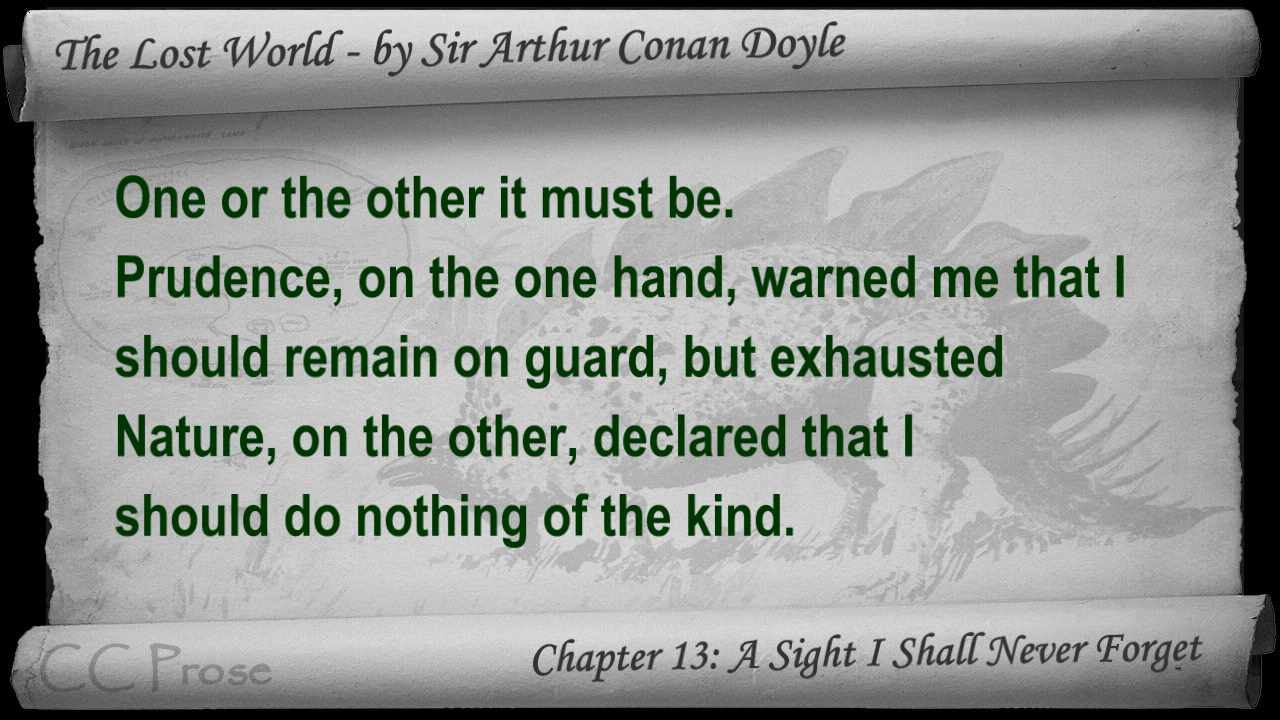 The Lost World - by Sir Arthur Conan Doyle
One or the other it must be.
Prudence, on the one hand, warned me that I
should remain on guard, but exhausted
Nature, on the other, declared that I
should do nothing of the kind.
CC Prose
Chapter 13: A Sight I Shall Never Forget